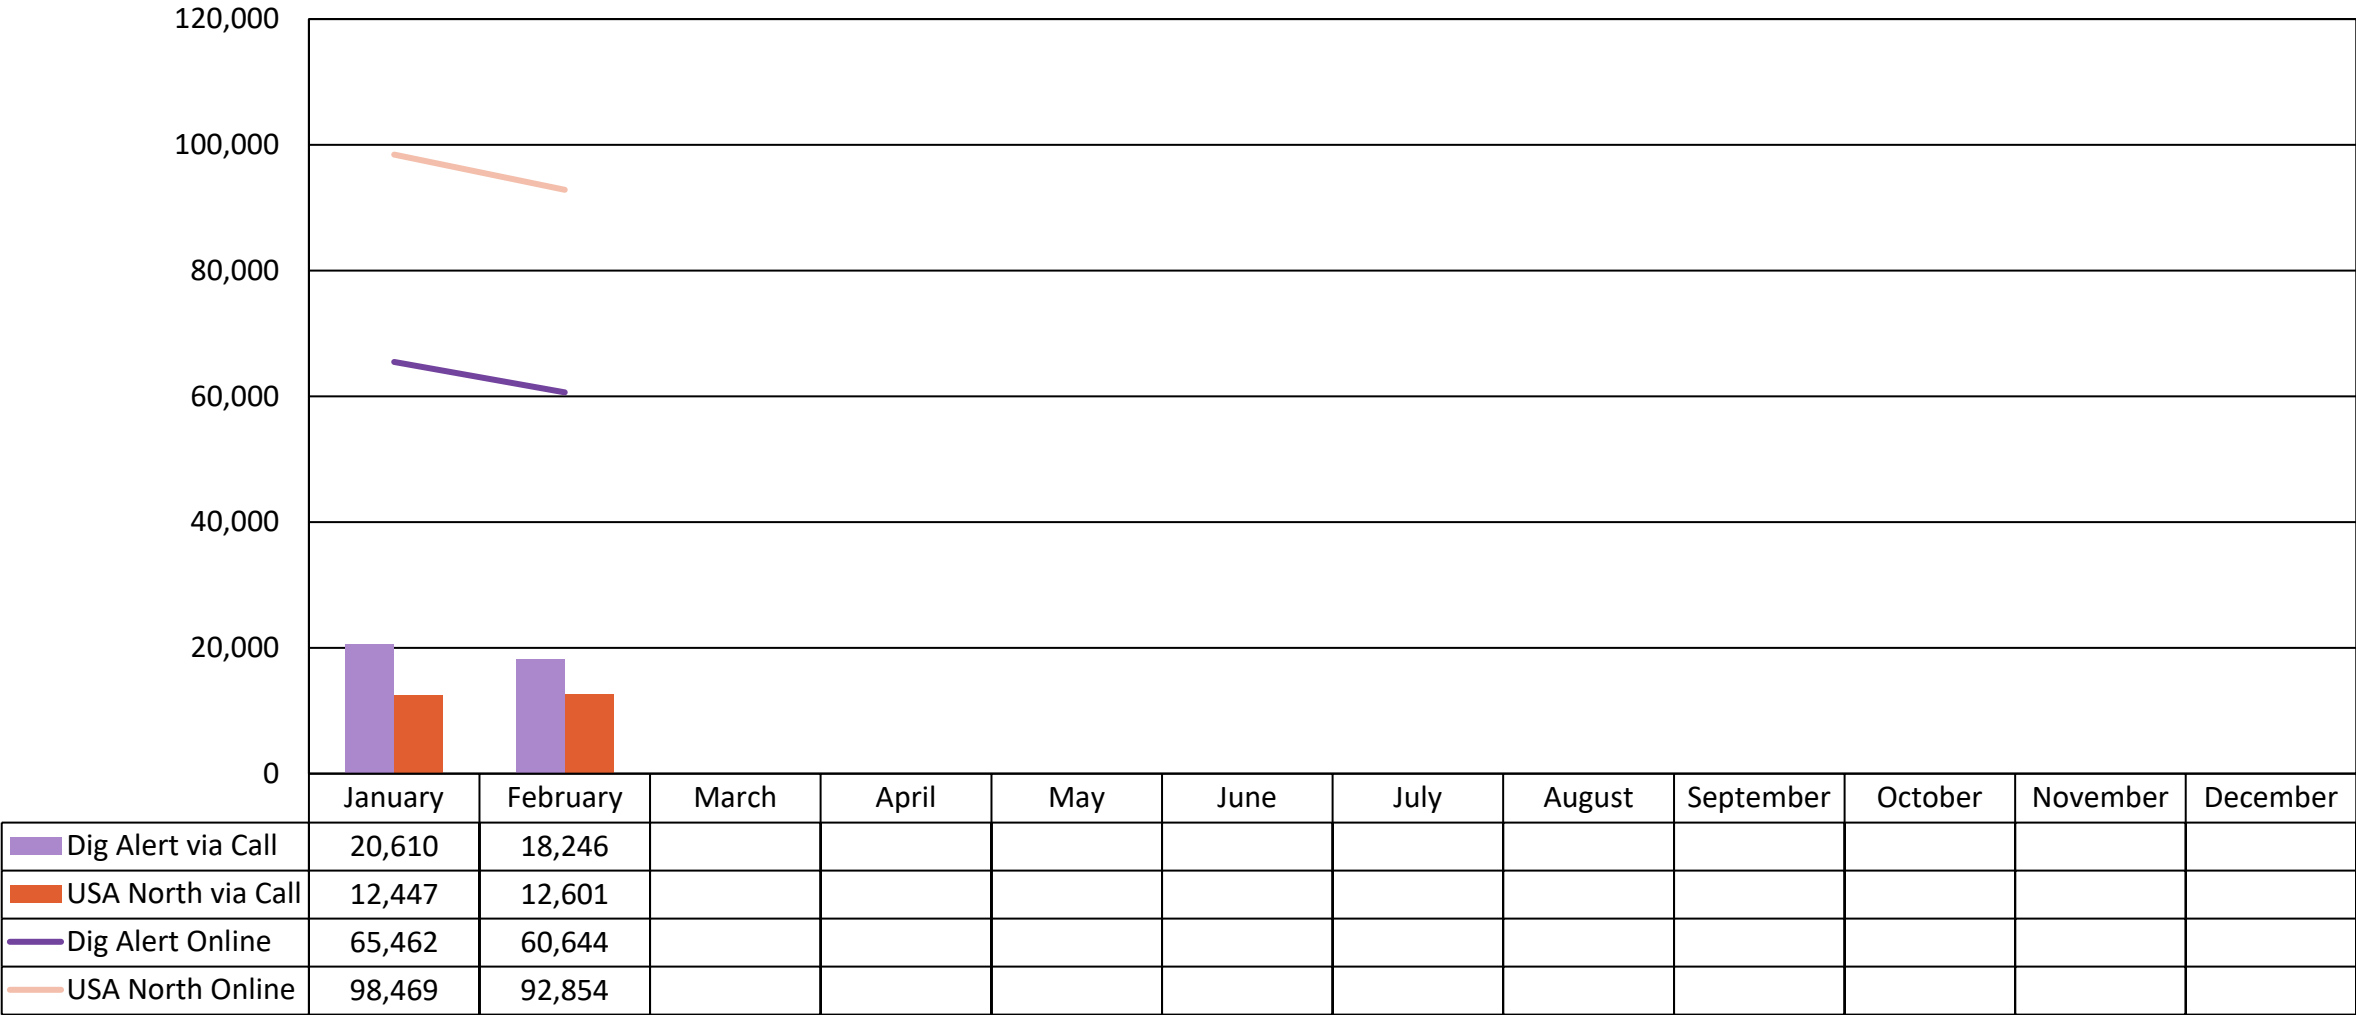 120,000
100,000
80,000
60,000
40,000
20,000
0
January February March April May June July August September October November December
Dig Alert via Call 20,610 18,246
USA North via Call 12,447 12,601
Dig Alert Online 65,462 60,644
USA North Online 98,469 92,854